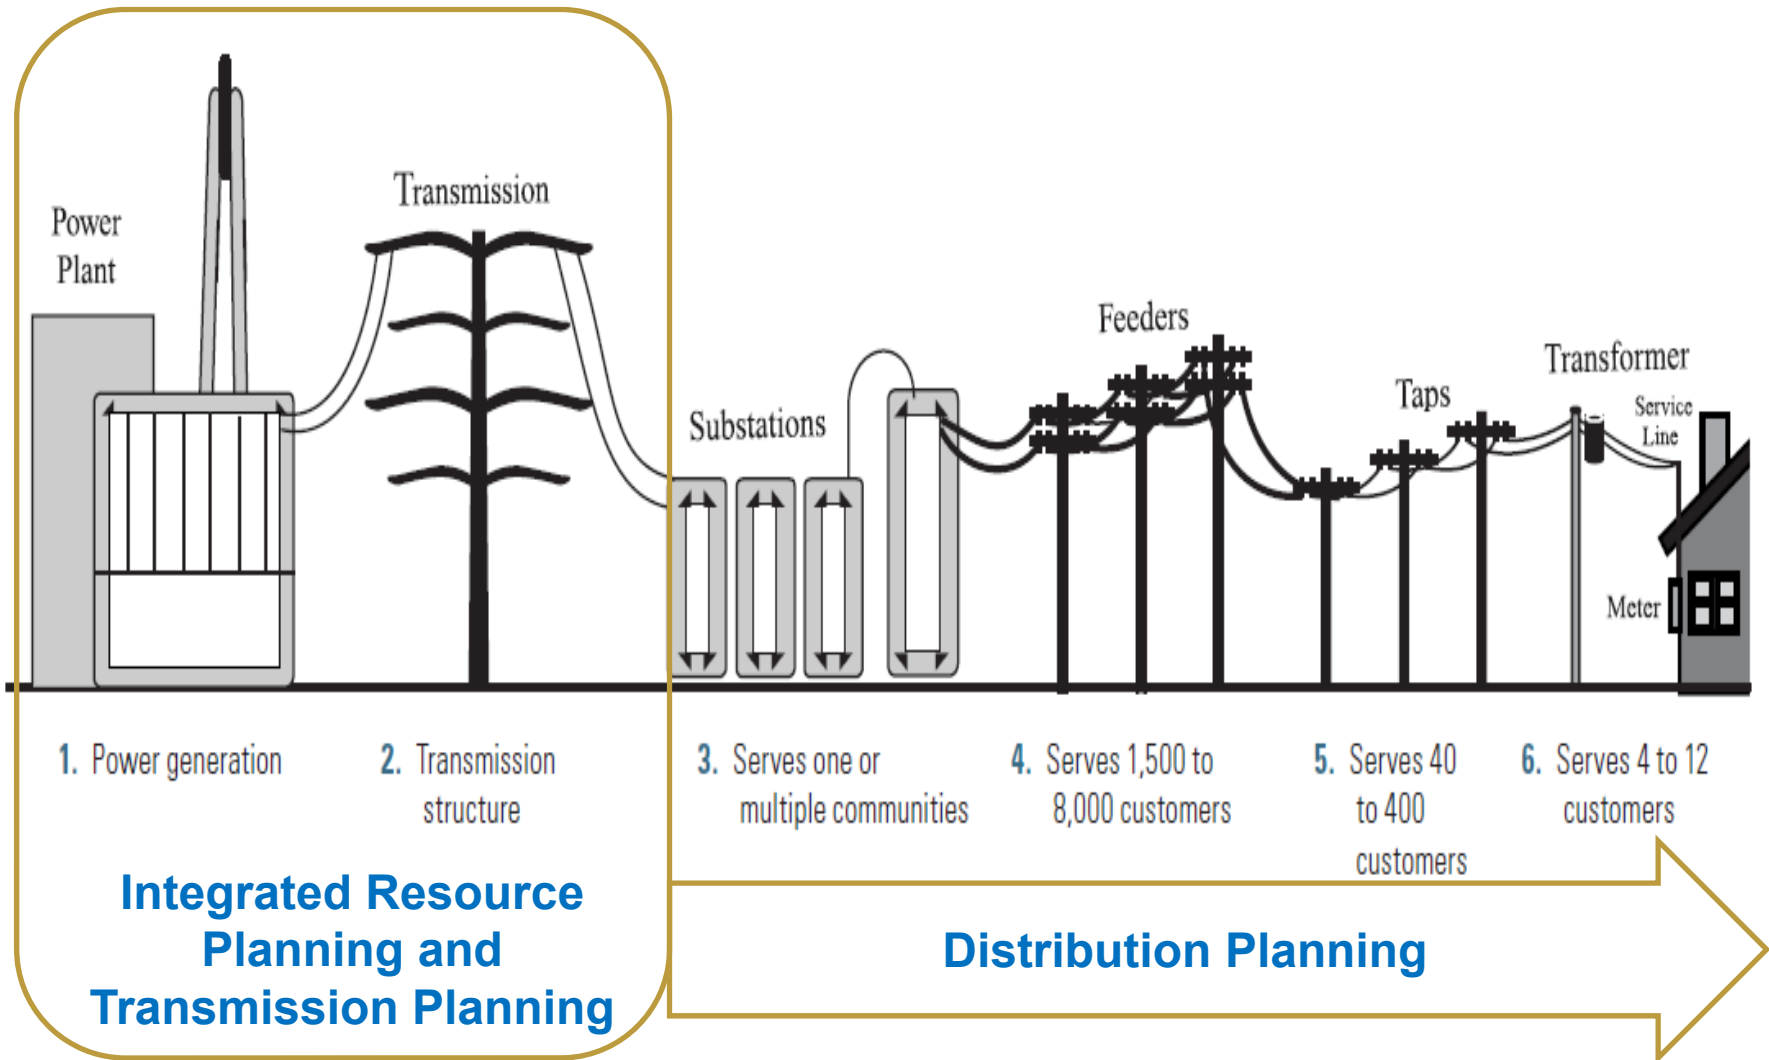 Power
Plant
Transmission
Substations
Feeders
Taps
Transformer
Service
Line
Meter
1. Power generation
2. Transmission
structure
3. Serves one or
multiple communities
4. Serves 1,500 to
8,000 customers
5. Serves 40
to 400
customers
6. Serves 4 to 12
customers
Integrated Resource
Planning and
Transmission Planning
Distribution Planning